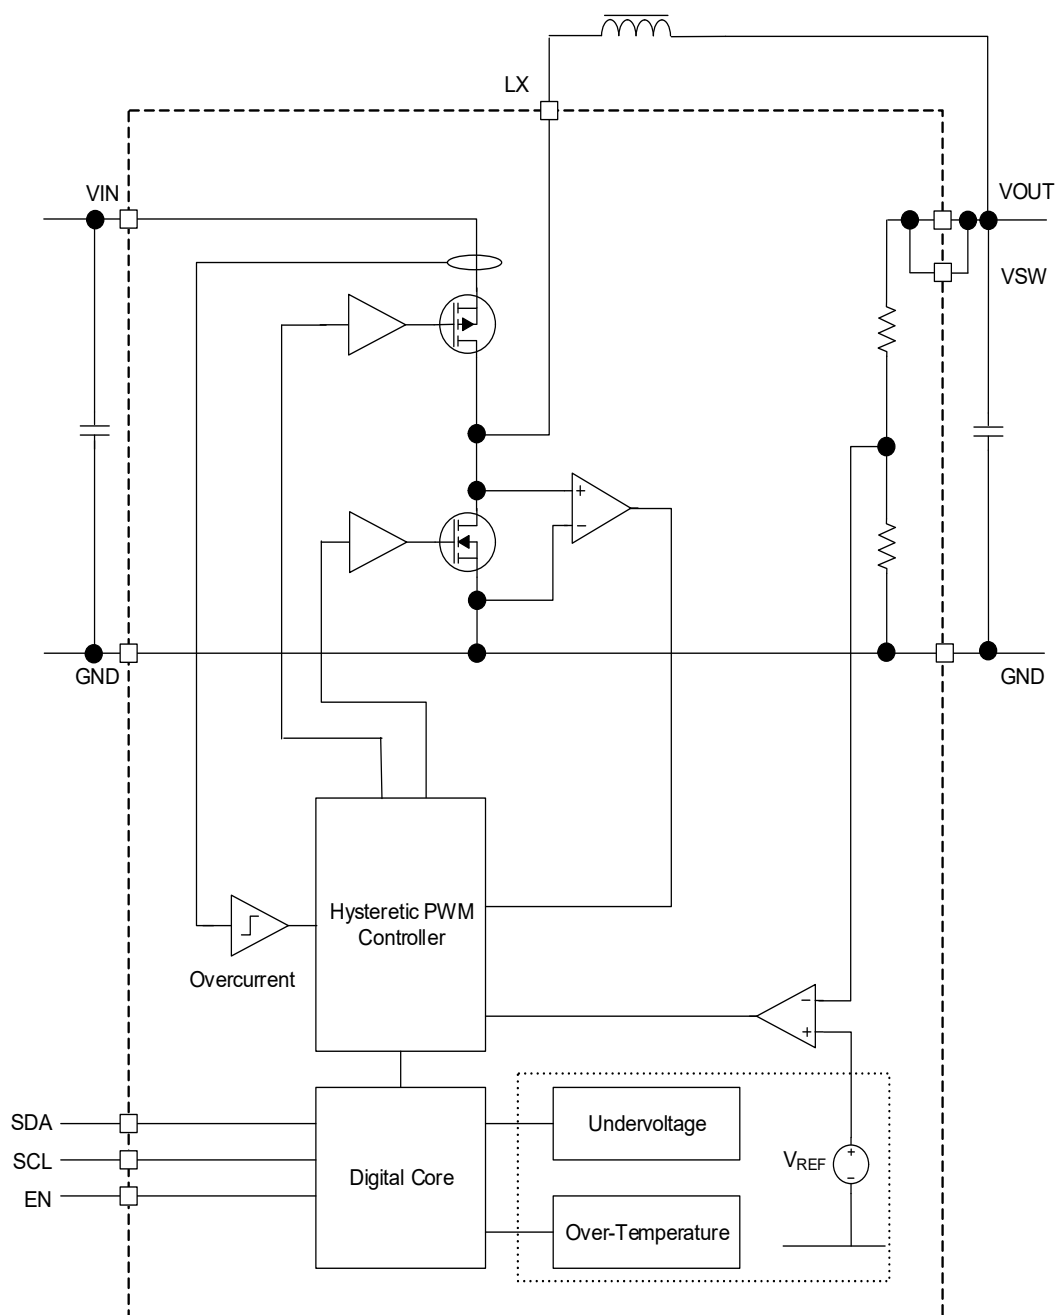 LX
VIN
VOUT
VSW
+
−
GND
GND
Hysteretic PWM
Controller
Overcurrent
−
+
SDA
SCL
EN
Digital Core
Undervoltage
Over-Temperature
VREF
+
−